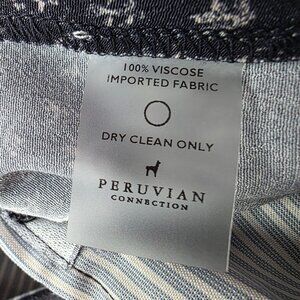 100% VISCOSE
IMPORTED FABRIC
DRY CLEAN ONLY
PERUVIAN
CONNECTION